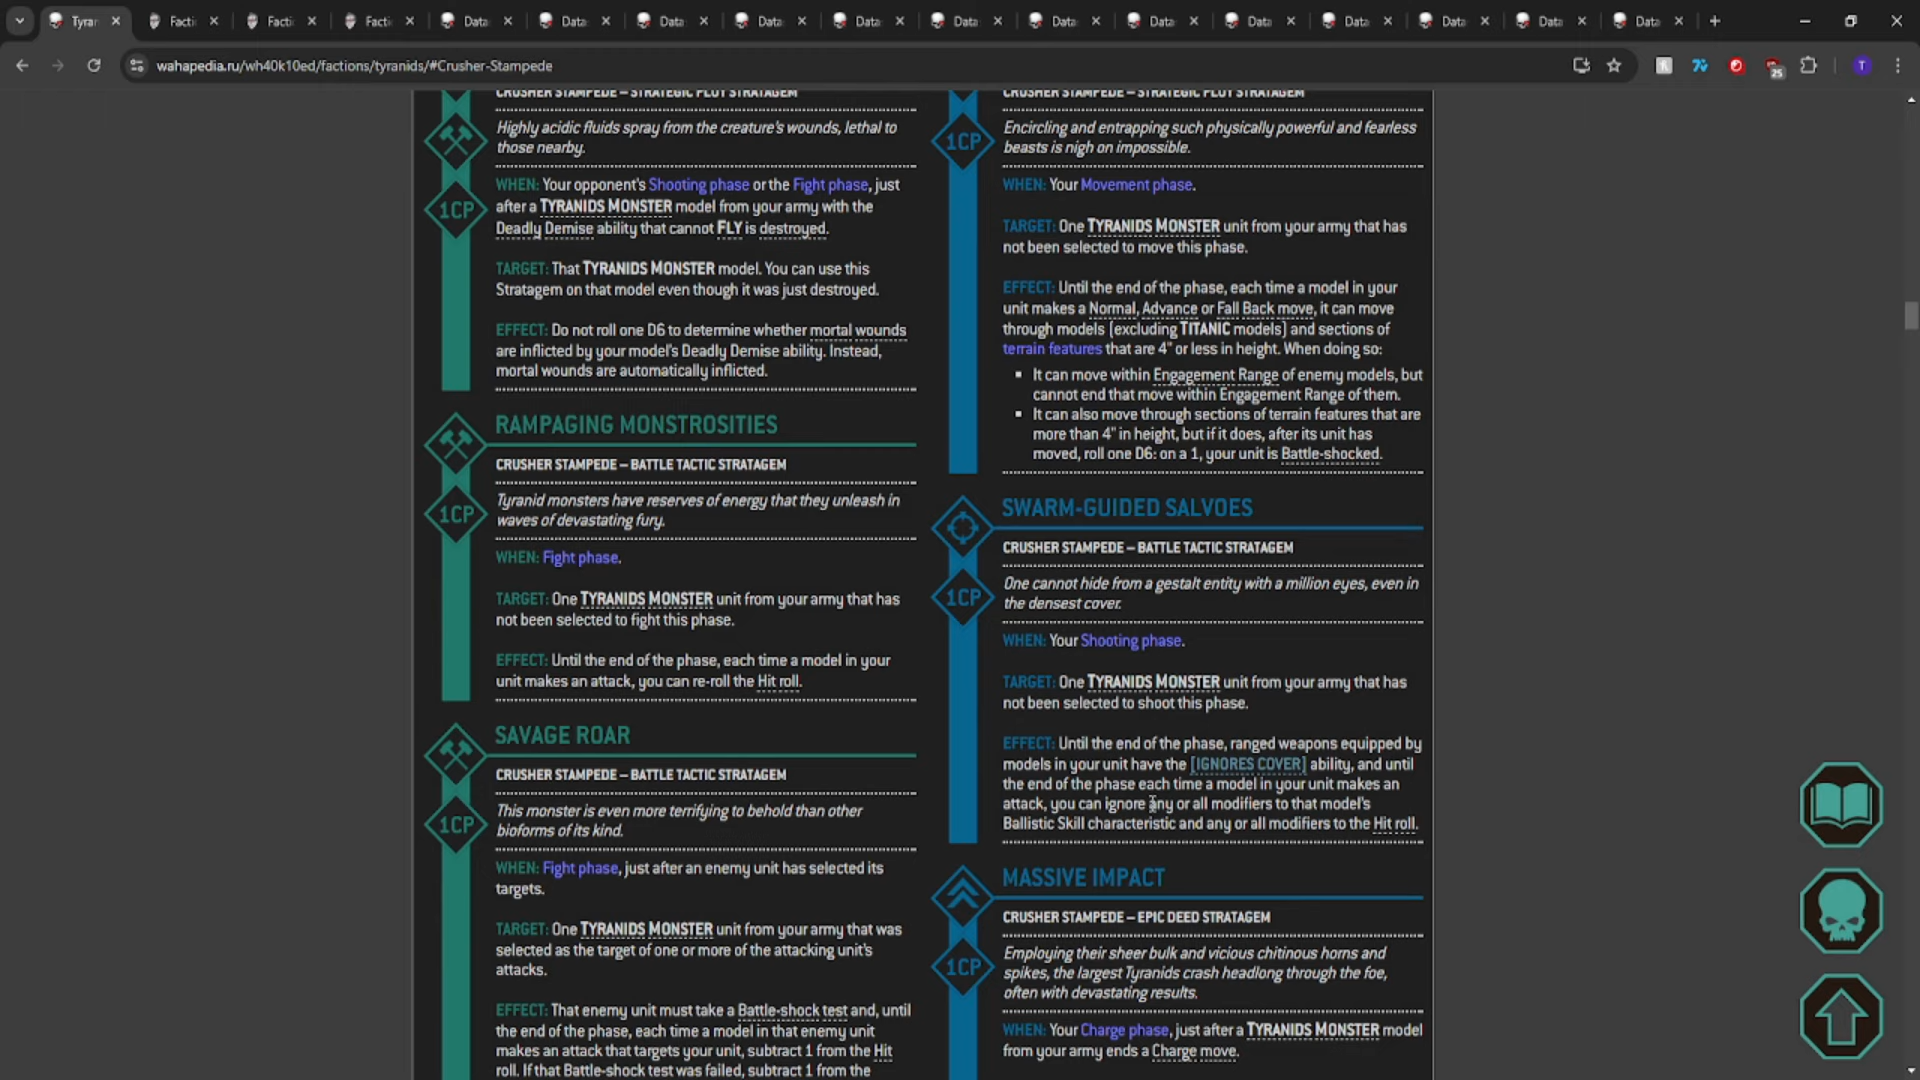 Tyran
Factio
Factio
Factio
Data
Data
Data
Data
Data
Data
Data
Data
Data
Data
Data
Data
Data
wahapedia.ru/wh40k10ed/factions/tyranids/#Crusher-Stampede
25
T
CRUSHER STAMPEDE – STRATEGIC PLOY STRATAGEM
Highly acidic fluids spray from the creature's wounds, lethal to
those nearby.
1CP
WHEN: Your opponent's Shooting phase or the Fight phase, just
after a TYRANIDS MONSTER model from your army with the
Deadly Demise ability that cannot FLY is destroyed.
TARGET: That TYRANIDS MONSTER model. You can use this
Stratagem on that model even though it was just destroyed.
EFFECT: Do not roll one D6 to determine whether mortal wounds
are inflicted by your model's Deadly Demise ability. Instead,
mortal wounds are automatically inflicted.
RAMPAGING MONSTROSITIES
CRUSHER STAMPEDE – BATTLE TACTIC STRATAGEM
1CP
Tyranid monsters have reserves of energy that they unleash in
waves of devastating fury.
WHEN: Fight phase.
TARGET: One TYRANIDS MONSTER unit from your army that has
not been selected to fight this phase.
EFFECT: Until the end of the phase, each time a model in your
unit makes an attack, you can re-roll the Hit roll.
SAVAGE ROAR
CRUSHER STAMPEDE – BATTLE TACTIC STRATAGEM
1CP
This monster is even more terrifying to behold than other
bioforms of its kind.
WHEN: Fight phase, just after an enemy unit has selected its
targets.
TARGET: One TYRANIDS MONSTER unit from your army that was
selected as the target of one or more of the attacking unit's
attacks.
EFFECT: That enemy unit must take a Battle-shock test and, until
the end of the phase, each time a model in that enemy unit
makes an attack that targets your unit, subtract 1 from the Hit
roll. If that Battle-shock test was failed, subtract 1 from the
CRUSHER STAMPEDE – STRATEGIC PLOY STRATAGEM
1CP
Encircling and entrapping such physically powerful and fearless
beasts is nigh on impossible.
WHEN: Your Movement phase.
TARGET: One TYRANIDS MONSTER unit from your army that has
not been selected to move this phase.
EFFECT: Until the end of the phase, each time a model in your
unit makes a Normal, Advance or Fall Back move, it can move
through models (excluding TITANIC models) and sections of
terrain features that are 4" or less in height. When doing so:
▪ It can move within Engagement Range of enemy models, but
cannot end that move within Engagement Range of them.
▪ It can also move through sections of terrain features that are
more than 4" in height, but if it does, after its unit has
moved, roll one D6: on a 1, your unit is Battle-shocked.
SWARM-GUIDED SALVOES
CRUSHER STAMPEDE – BATTLE TACTIC STRATAGEM
1CP
One cannot hide from a gestalt entity with a million eyes, even in
the densest cover.
WHEN: Your Shooting phase.
TARGET: One TYRANIDS MONSTER unit from your army that has
not been selected to shoot this phase.
EFFECT: Until the end of the phase, ranged weapons equipped by
models in your unit have the [IGNORES COVER] ability, and until
the end of the phase each time a model in your unit makes an
attack, you can ignore any or all modifiers to that model's
Ballistic Skill characteristic and any or all modifiers to the Hit roll.
MASSIVE IMPACT
CRUSHER STAMPEDE – EPIC DEED STRATAGEM
1CP
Employing their sheer bulk and vicious chitinous horns and
spikes, the largest Tyranids crash headlong through the foe,
often with devastating results.
WHEN: Your Charge phase, just after a TYRANIDS MONSTER model
from your army ends a Charge move.